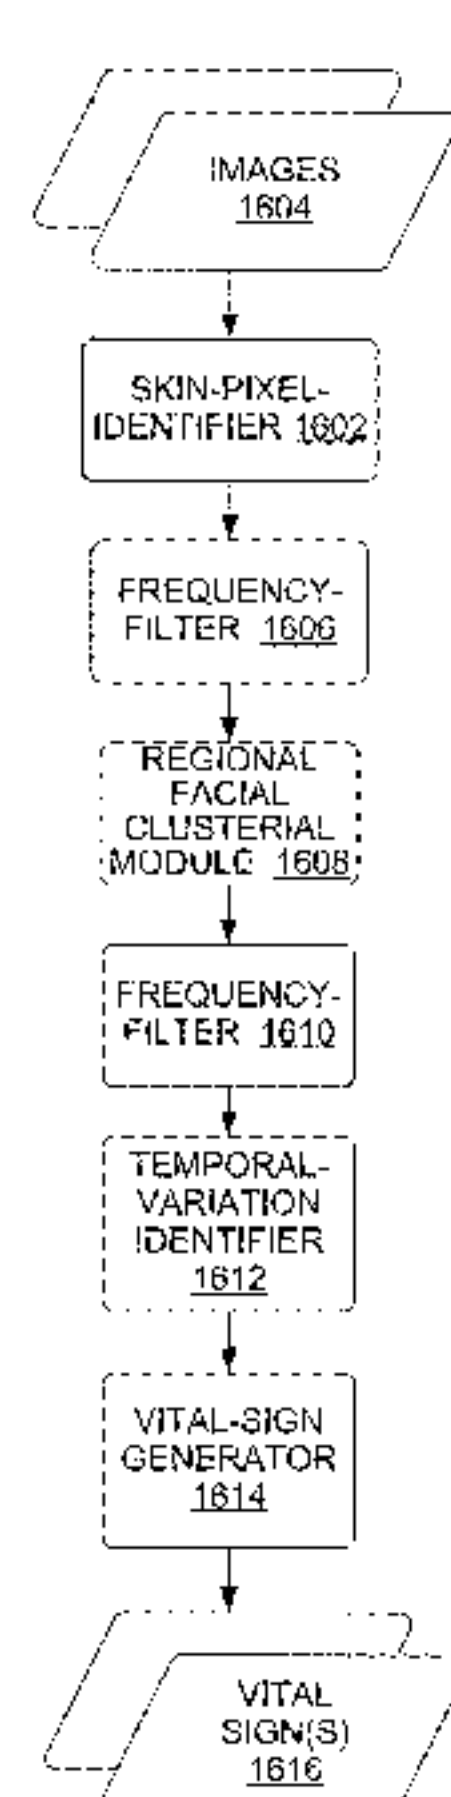 IMAGES
1604
SKIN-PIXEL-
IDENTIFIER 1602
FREQUENCY-
FILTER 1606
REGIONAL
FACIAL
CLUSTERIAL
MODULE 1608
FREQUENCY-
FILTER 1610
TEMPORAL-
VARIATION
IDENTIFIER
1612
VITAL-SIGN
GENERATOR
1614
VITAL
SIGN(S)
1616